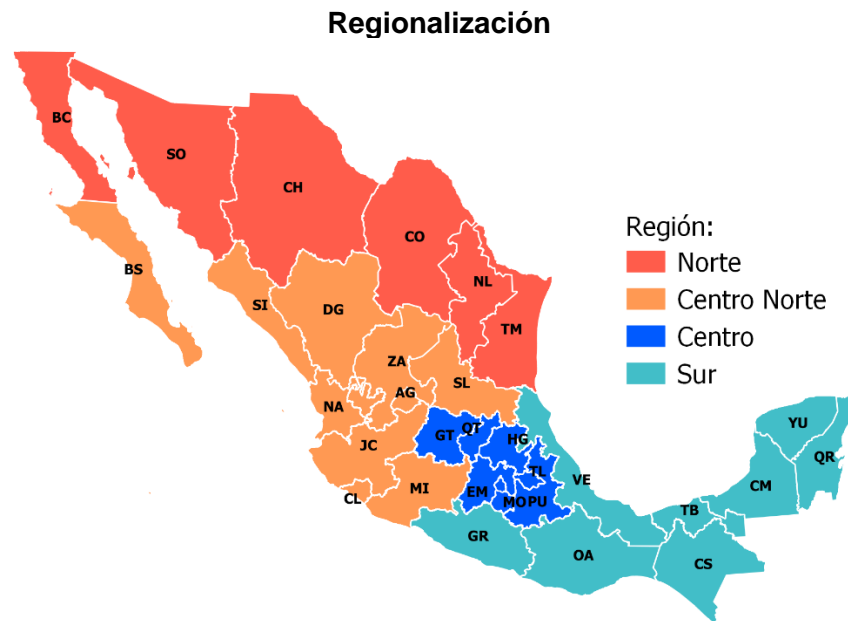 Regionalización
BC
SO
CH
CO
NL
TM
BS
SI
DG
ZA
AG
SL
NA
JC
CL
MI
GT
QT
HG
TL
EM
MO
PU
VE
GR
OA
TB
CS
CM
YU
QR
Región:
Norte
Centro Norte
Centro
Sur